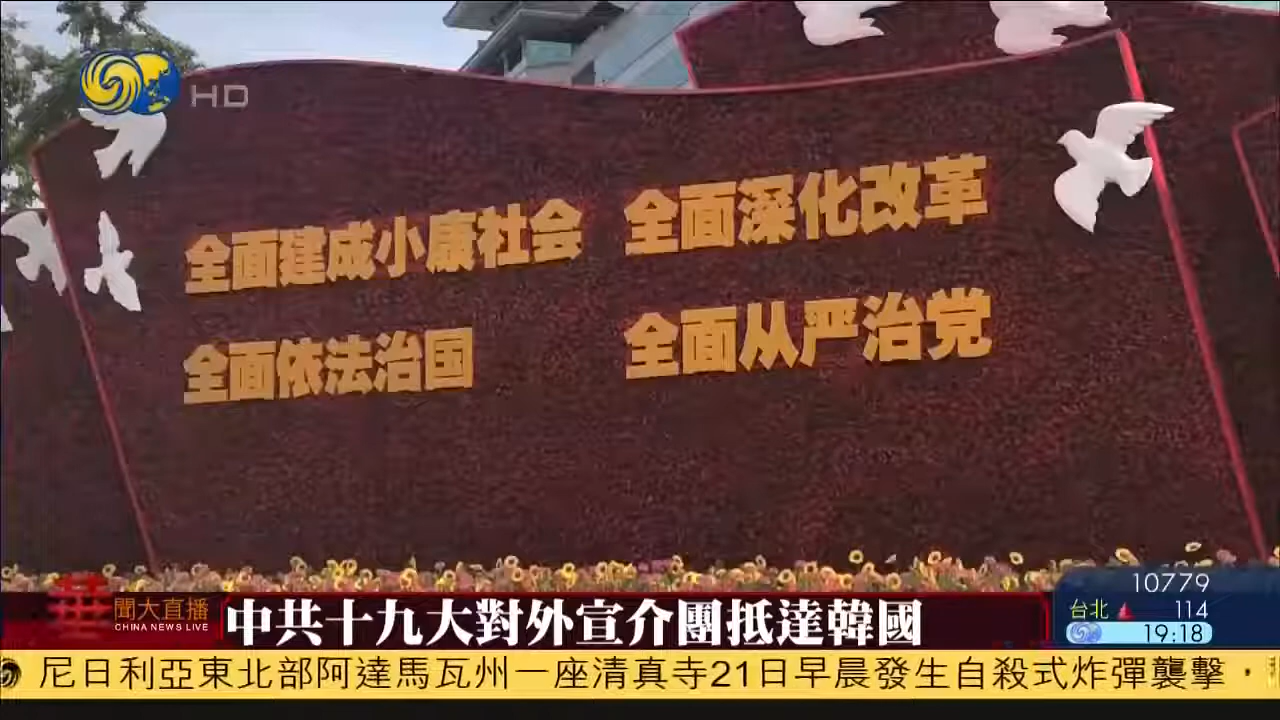 HD
全面建成小康社会 全面深化改革
全面依法治国 全面从严治党
華聞大直播
CHINA NEWS LIVE
中共十九大對外宣介團抵達韓國
10779
台北 114
19:18
尼日利亞東北部阿達馬瓦州一座清真寺21日早晨發生自殺式炸彈襲擊，